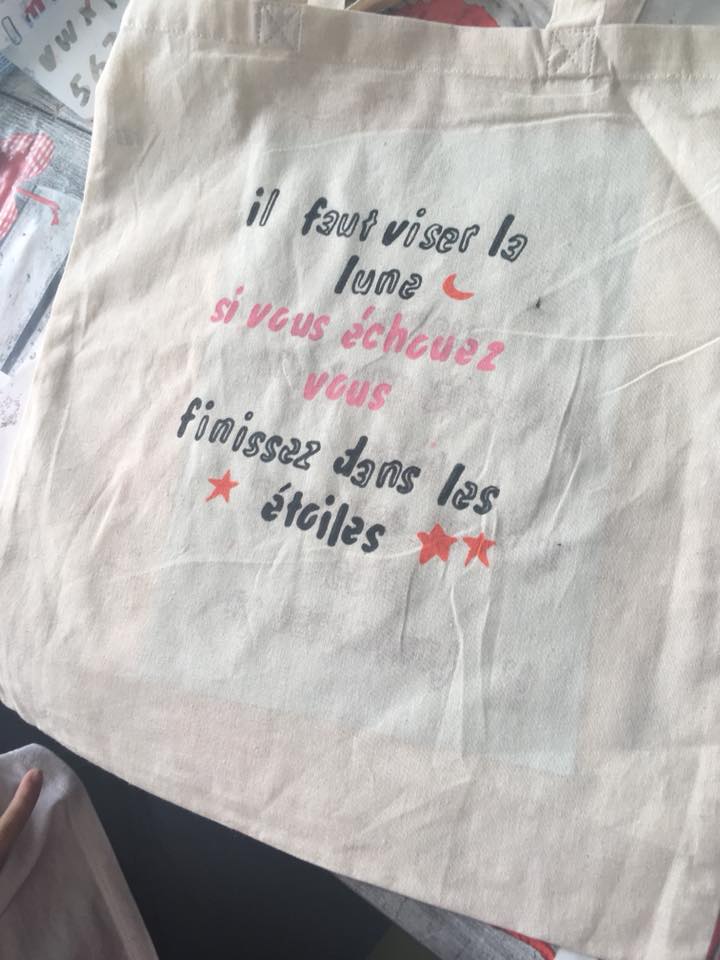 il faut viser la
lune
si vous échouez
vous
finissez dans les
étoiles